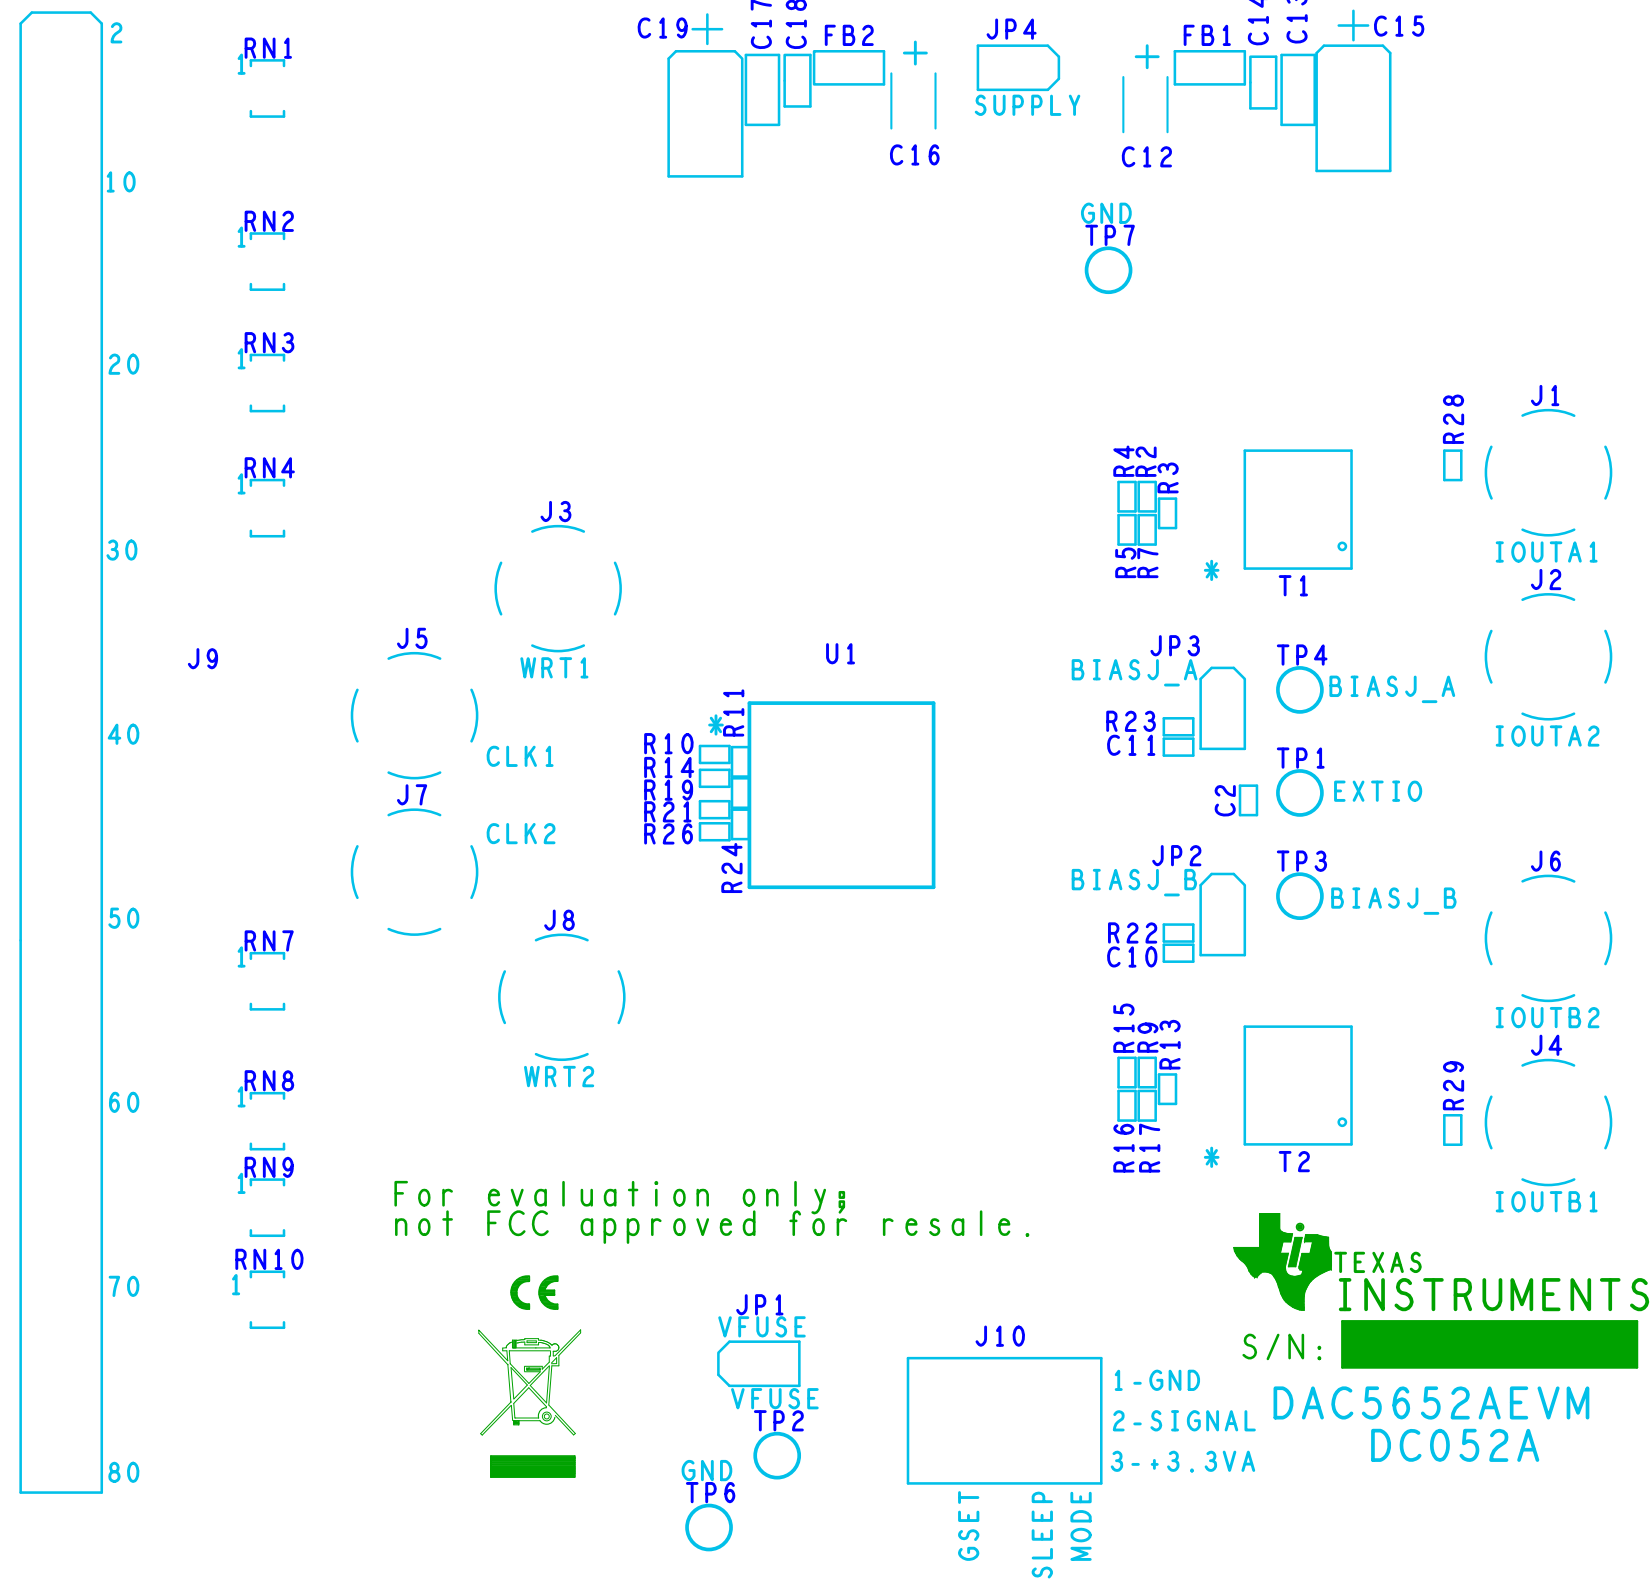 2
RN1
1
C19
C17
C18
FB2
JP4
FB1
C14
C13
C15
SUPPLY
C16
C12
10
RN2
1
GND
TP7
20
RN3
1
RN4
1
30
J3
WRT1
R4
R2
R3
R5
R7
T1
R28
J1
IOUTA1
J2
IOUTA2
J9
J5
CLK1
40
J7
CLK2
U1
R11
R10
R14
R19
R21
R26
R24
JP3
BIASJ_A
TP4
BIASJ_A
R23
C11
TP1
EXTIO
C2
JP2
BIASJ_B
TP3
BIASJ_B
R22
C10
J6
IOUTB2
50
RN7
1
J8
WRT2
R15
R9
R13
R16
R17
T2
R29
J4
IOUTB1
60
RN8
1
RN9
1
RN10
1
70
80
For evaluation only;
not FCC approved for resale.
CE
JP1
VFUSE
VFUSE
TP2
GND
TP6
J10
1-GND
2-SIGNAL
3-+3.3VA
GSET
SLEEP
MODE
TEXAS
INSTRUMENTS
S/N:
DAC5652AEVM
DC052A